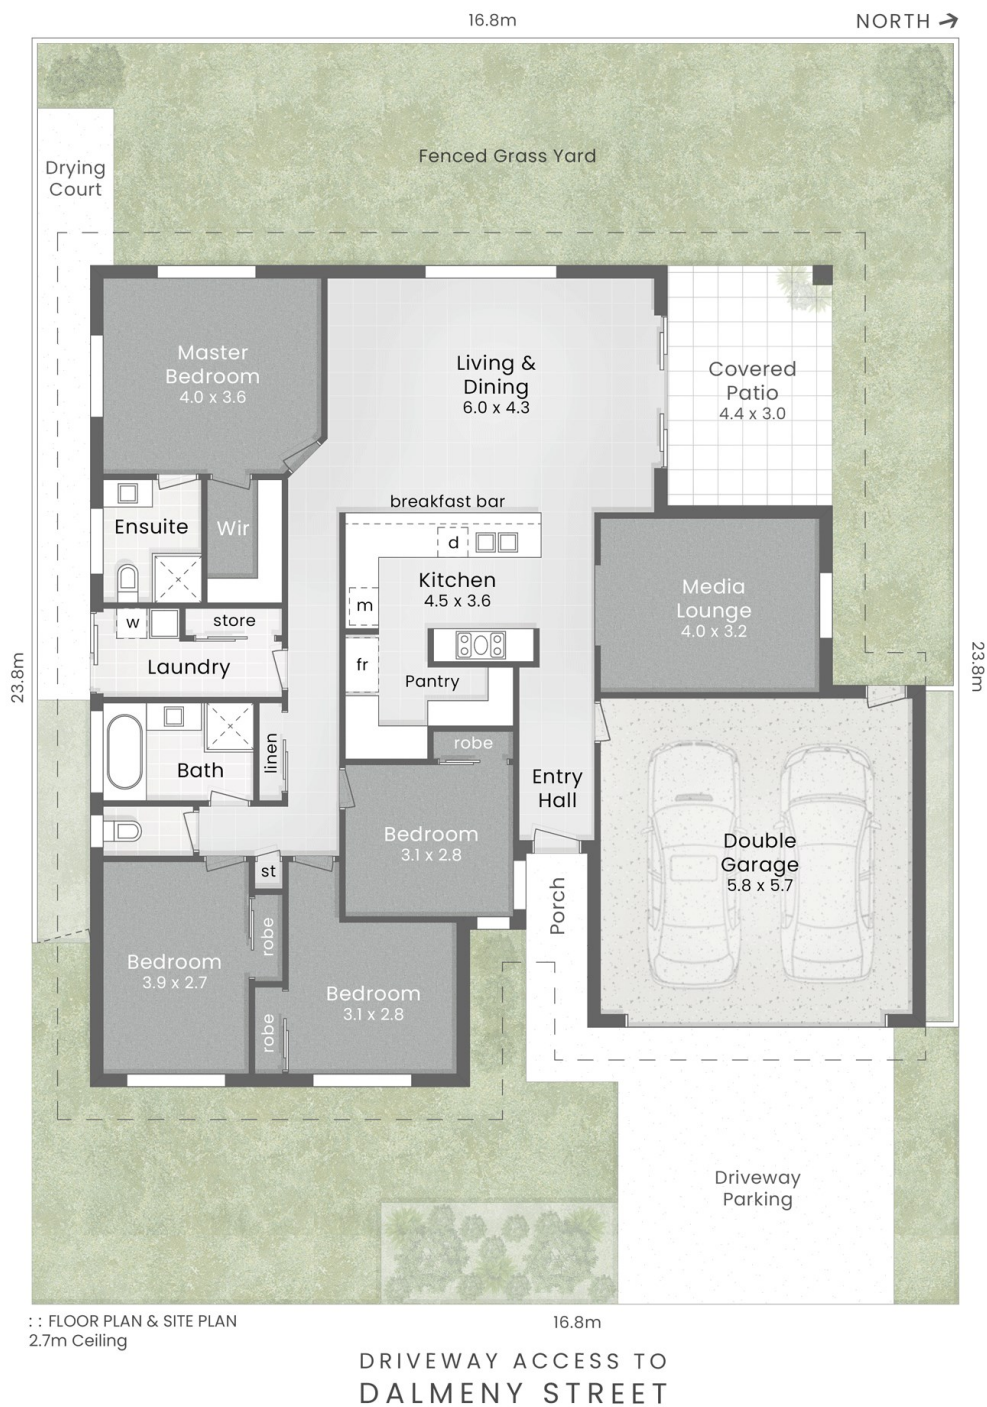 16.8m
NORTH
Fenced Grass Yard
Drying
Court
Master
Bedroom
4.0 x 3.6
Living &
Dining
6.0 x 4.3
Covered
Patio
4.4 x 3.0
breakfast bar
Ensuite
Wir
d
Kitchen
4.5 x 3.6
m
Media
Lounge
4.0 x 3.2
w
store
Laundry
fr
Pantry
23.8m
23.8m
robe
linen
Bath
Entry
Hall
Bedroom
3.1 x 2.8
Double
Garage
5.8 x 5.7
st
Porch
robe
Bedroom
3.9 x 2.7
Bedroom
3.1 x 2.8
robe
Driveway
Parking
: : FLOOR PLAN & SITE PLAN
2.7m Ceiling
16.8m
DRIVEWAY ACCESS TO
DALMENY STREET